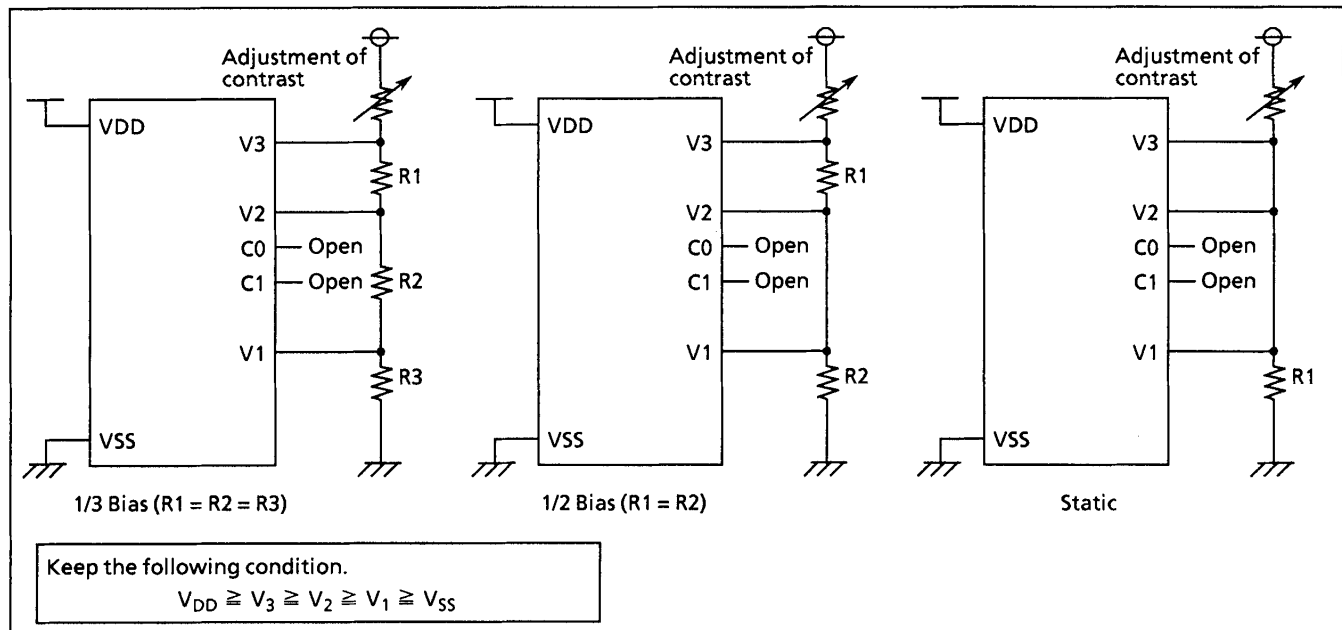 Adjustment of
contrast
VDD
V3
R1
V2
C0 Open
C1 Open
R2
V1
R3
VSS
1/3 Bias (R1 = R2 = R3)
Adjustment of
contrast
VDD
V3
R1
V2
C0 Open
C1 Open
V1
R2
VSS
1/2 Bias (R1 = R2)
Adjustment of
contrast
VDD
V3
V2
C0 Open
C1 Open
V1
R1
VSS
Static
Keep the following condition.
VDD ≧ V3 ≧ V2 ≧ V1 ≧ VSS